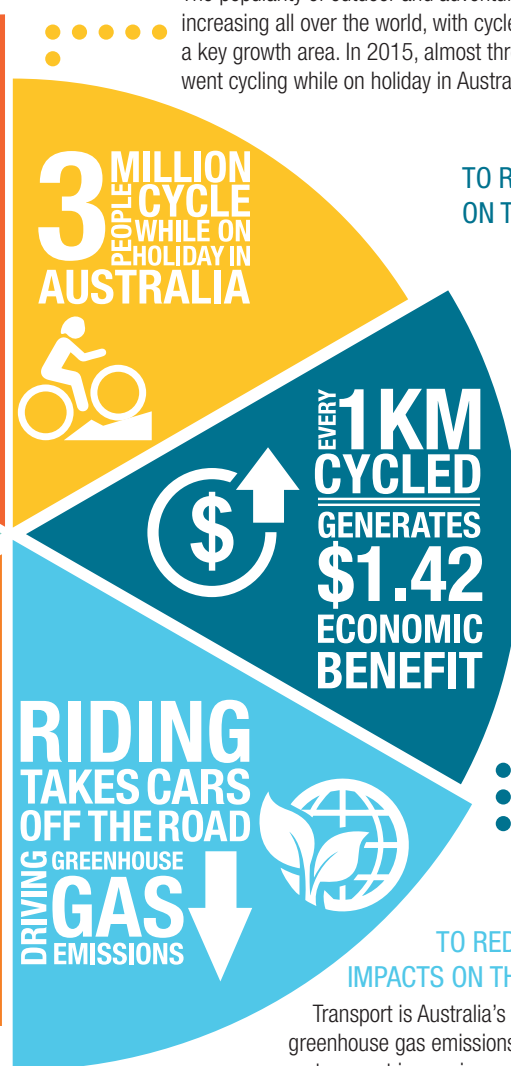 increasing all over the world, with cycle
a key growth area. In 2015, almost thr
went cycling while on holiday in Austra
3 MILLION
PEOPLE CYCLE
WHILE ON
HOLIDAY IN
AUSTRALIA
TO R
ON T
EVERY 1KM
CYCLED
GENERATES
$1.42
ECONOMIC
BENEFIT
$
RIDING
TAKES CARS
OFF THE ROAD
DRIVING GREENHOUSE
GAS
EMISSIONS
TO RED
IMPACTS ON TH
Transport is Australia's
greenhouse gas emissions